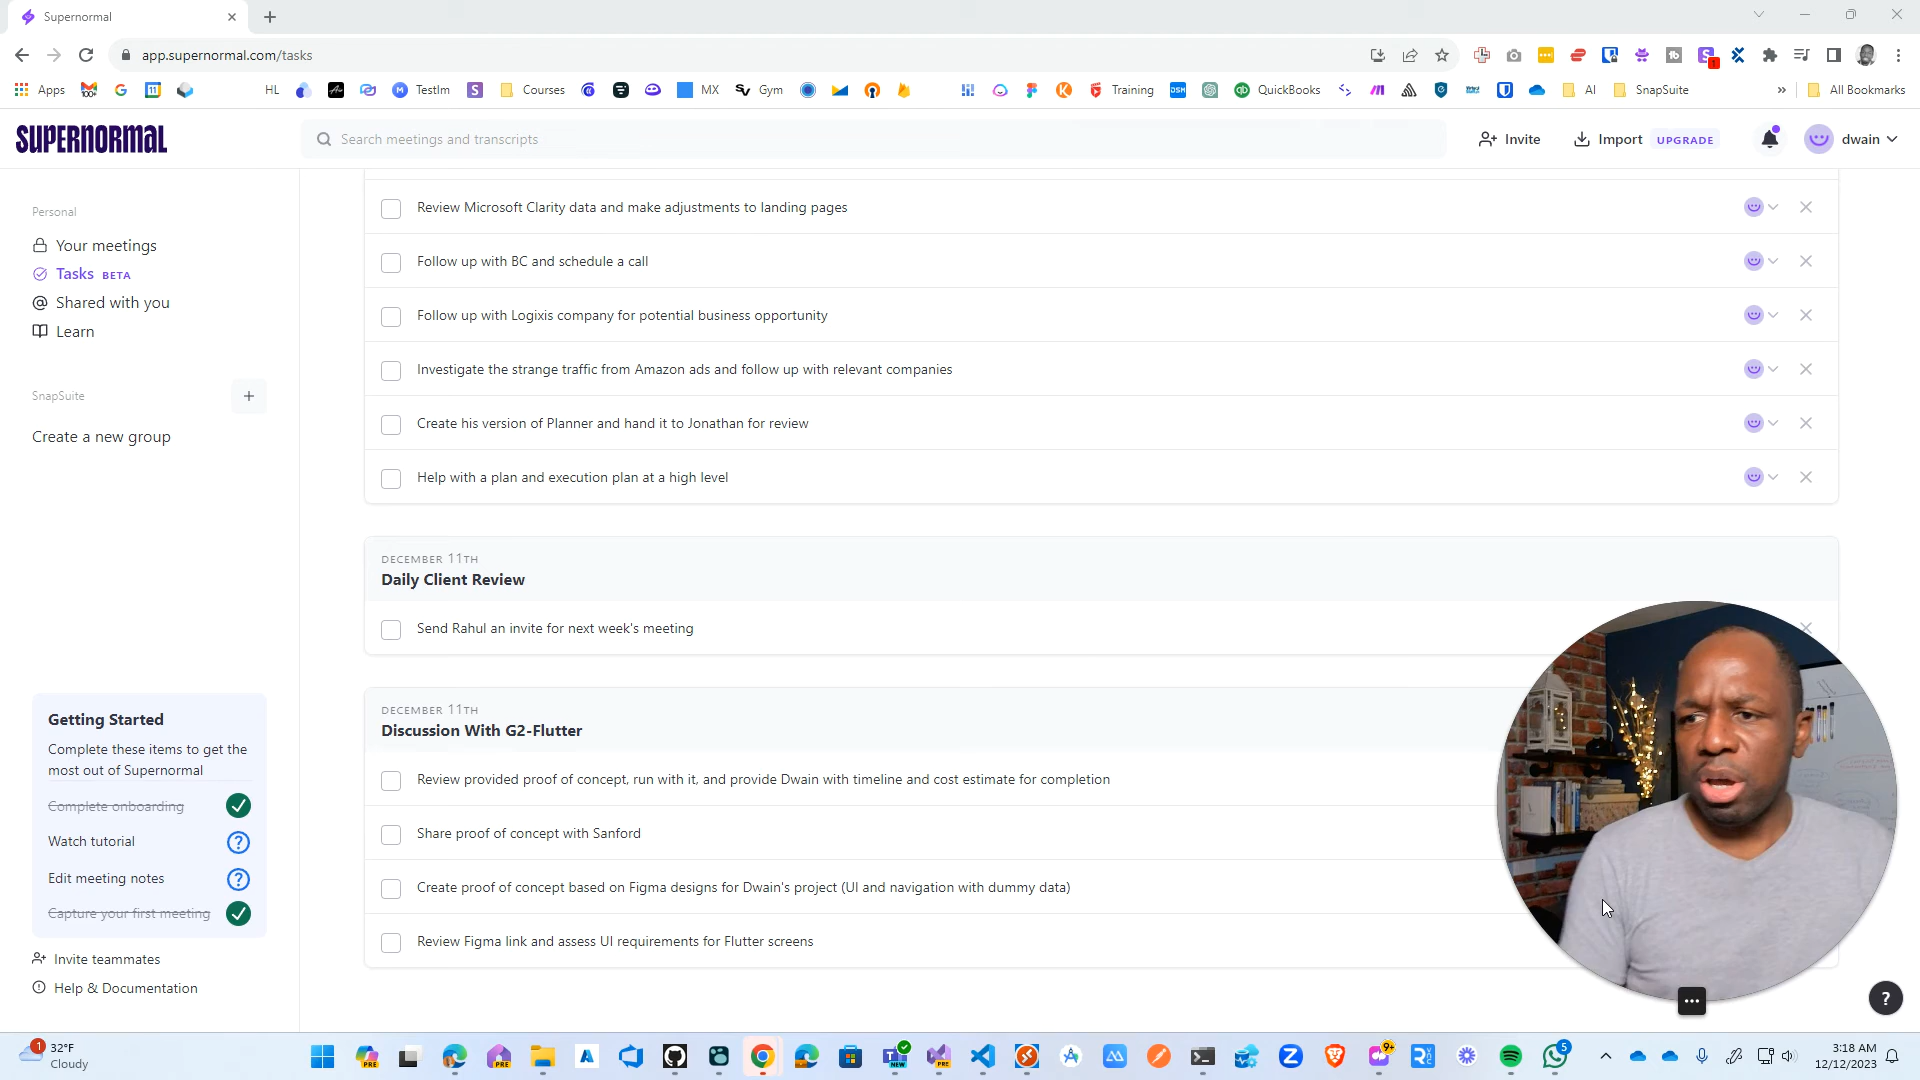 Supernormal
app.supernormal.com/tasks
Apps
HL
TestIm
Courses
MX
Gym
Training
QuickBooks
AI
SnapSuite
»
All Bookmarks
SUPERNORMAL
Search meetings and transcripts
Invite
Import
UPGRADE
dwain
Personal
Your meetings
Tasks BETA
Shared with you
Learn
SnapSuite
Create a new group
Review Microsoft Clarity data and make adjustments to landing pages
Follow up with BC and schedule a call
Follow up with Logixis company for potential business opportunity
Investigate the strange traffic from Amazon ads and follow up with relevant companies
Create his version of Planner and hand it to Jonathan for review
Help with a plan and execution plan at a high level
DECEMBER 11TH
Daily Client Review
Send Rahul an invite for next week's meeting
DECEMBER 11TH
Discussion With G2-Flutter
Review provided proof of concept, run with it, and provide Dwain with timeline and cost estimate for completion
Share proof of concept with Sanford
Create proof of concept based on Figma designs for Dwain's project (UI and navigation with dummy data)
Review Figma link and assess UI requirements for Flutter screens
Getting Started
Complete these items to get the
most out of Supernormal
Complete onboarding
Watch tutorial
Edit meeting notes
Capture your first meeting
Invite teammates
Help & Documentation
1
32°F
Cloudy
PRE
PRE
NEW
PRE
9+
5
3:18 AM
12/12/2023